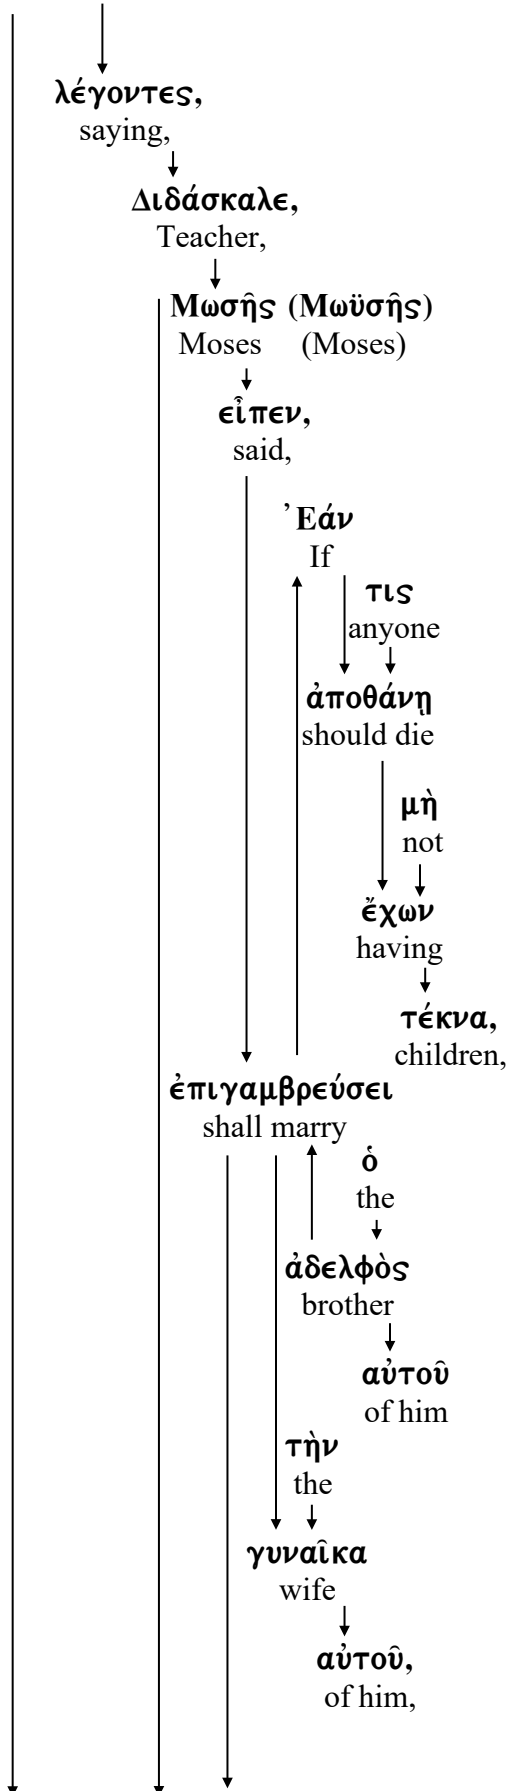 λέγοντες,
saying,
Διδάσκαλε,
Teacher,
Μωσῆς (Μωϋσῆς)
Moses (Moses)
εἶπεν,
said,
Ἐάν
If
τις
anyone
ἀποθάνῃ
should die
μὴ
not
ἔχων
having
τέκνα,
children,
ἐπιγαμβρεύσει
shall marry
ὁ
the
ἀδελφὸς
brother
αὐτοῦ
of him
τὴν
the
γυναῖκα
wife
αὐτοῦ,
of him,